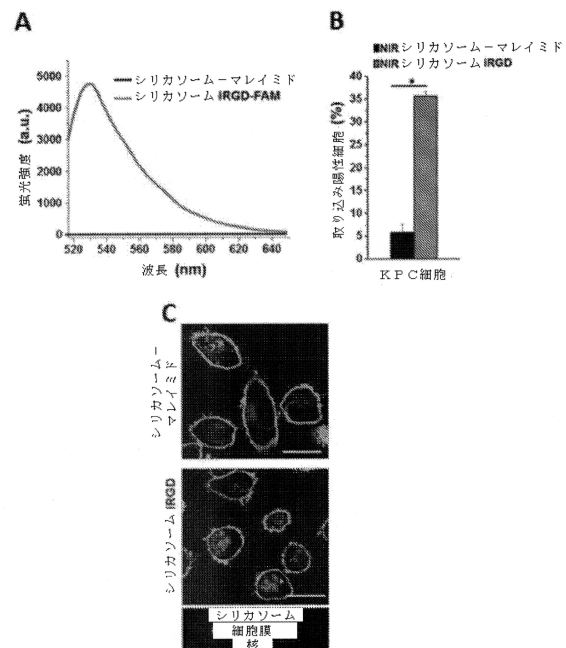 A
シリカソーム−マレイミド
シリカソーム IRGD-FAM
蛍光強度 (a.u.)
5000
4000
3000
2000
1000
0
520 540 560 580 600 620 640
波長 (nm)
B
NIR シリカソーム−マレイミド
NIR シリカソーム IRGD
*
取り込み陽性細胞 (%)
40
35
30
25
20
15
10
5
0
KPC細胞
C
シリカソーム−
マレイミド
シリカソーム IRGD
シリカソーム
細胞膜
核